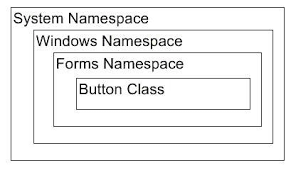 System Namespace
Windows Namespace
Forms Namespace
Button Class